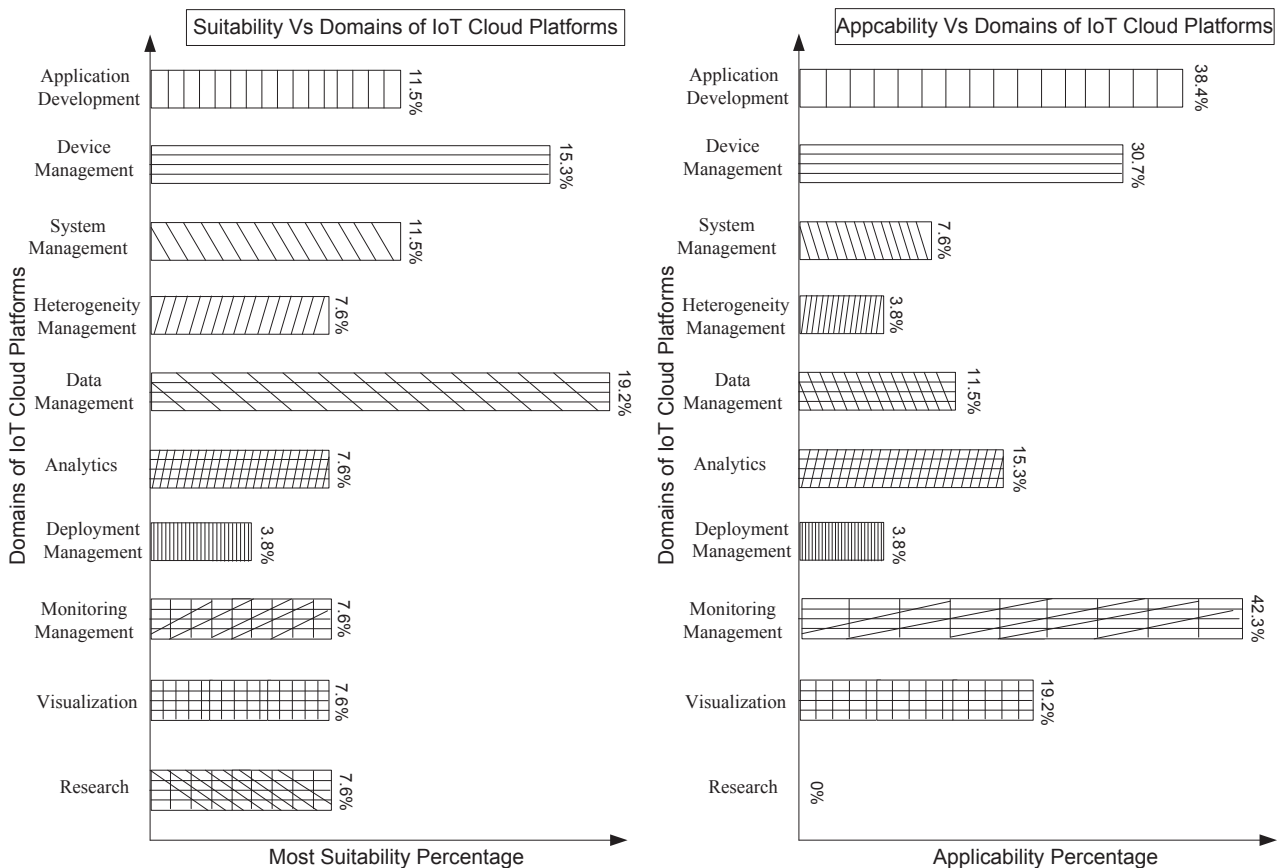 Suitability Vs Domains of IoT Cloud Platforms
Domains of IoT Cloud Platforms
Application
Development
11.5%
Device
Management
15.3%
System
Management
11.5%
Heterogeneity
Management
7.6%
Data
Management
19.2%
Analytics
7.6%
Deployment
Management
3.8%
Monitoring
Management
7.6%
Visualization
7.6%
Research
7.6%
Most Suitability Percentage
Appcability Vs Domains of IoT Cloud Platforms
Domains of IoT Cloud Platforms
Application
Development
38.4%
Device
Management
30.7%
System
Management
7.6%
Heterogeneity
Management
3.8%
Data
Management
11.5%
Analytics
15.3%
Deployment
Management
3.8%
Monitoring
Management
42.3%
Visualization
19.2%
Research
0%
Applicability Percentage